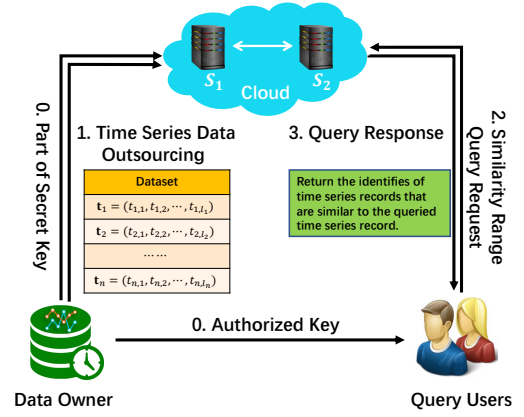 S₁
S₂
Cloud
0. Part of Secret Key
1. Time Series Data
Outsourcing
Dataset
t₁ = (t₁,₁, t₁,₂, ⋯, t₁,ₗ₁)
t₂ = (t₂,₁, t₂,₂, ⋯, t₂,ₗ₂)
⋯⋯
tₙ = (tₙ,₁, tₙ,₂, ⋯, tₙ,ₗₙ)
3. Query Response
Return the identifies of
time series records that
are similar to the queried
time series record.
2. Similarity Range
Query Request
0. Authorized Key
Data Owner
Query Users